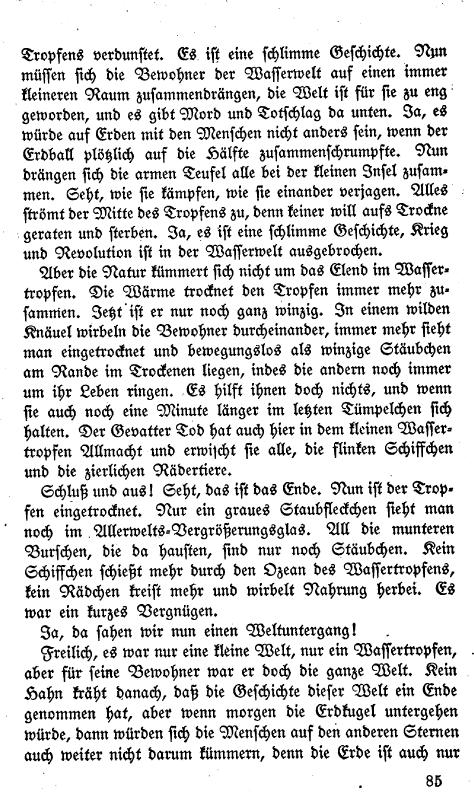 Tropfens verdunstet. Es ist eine schlimme Geschichte. Nun
müssen sich die Bewohner der Wasserwelt auf einen immer
kleineren Raum zusammendrängen, die Welt ist für sie zu eng
geworden, und es gibt Mord und Totschlag da unten. Ja, es
würde auf Erden mit den Menschen nicht anders sein, wenn der
Erdball plötzlich auf die Hälfte zusammenschrumpfte. Nun
drängen sich die armen Teufel alle bei der kleinen Insel zusam-
men. Seht, wie sie kämpfen, wie sie einander verjagen. Alles
strömt der Mitte des Tropfens zu, denn keiner will aufs Trockne
geraten und sterben. Ja, es ist eine schlimme Geschichte, Krieg
und Revolution ist in der Wasserwelt ausgebrochen.
Aber die Natur kümmert sich nicht um das Elend im Wasser-
tropfen. Die Wärme trocknet den Tropfen immer mehr zu-
sammen. Jetzt ist er nur noch ganz winzig. In einem wilden
Knäuel wirbeln die Bewohner durcheinander, immer mehr sieht
man eingetrocknet und bewegungslos als winzige Stäubchen
am Rande im Trockenen liegen, indes die andern noch immer
um ihr Leben ringen. Es hilft ihnen doch nichts, und wenn
sie auch noch eine Minute länger im letzten Tümpelchen sich
halten. Der Gevatter Tod hat auch hier in dem kleinen Wasser-
tropfen Allmacht und erwischt sie alle, die flinken Schiffchen
und die zierlichen Rädertiere.
Schluß und aus! Seht, das ist das Ende. Nun ist der Trop-
fen eingetrocknet. Nur ein graues Staubfleckchen sieht man
noch im Allerwelts-Vergrößerungsglas. All die munteren
Burschen, die da hausten, sind nur noch Stäubchen. Kein
Schiffchen schießt mehr durch den Ozean des Wassertropfens,
kein Rädchen kreist mehr und wirbelt Nahrung herbei. Es
war ein kurzes Vergnügen.
Ja, da sahen wir nun einen Weltuntergang!
Freilich, es war nur eine kleine Welt, nur ein Wassertropfen,
aber für seine Bewohner war er doch die ganze Welt. Kein
Hahn kräht danach, daß die Geschichte dieser Welt ein Ende
genommen hat, aber wenn morgen die Erdkugel untergehen
würde, dann würden sich die Menschen auf den anderen Sternen
auch weiter nicht darum kümmern, denn die Erde ist auch nur
85